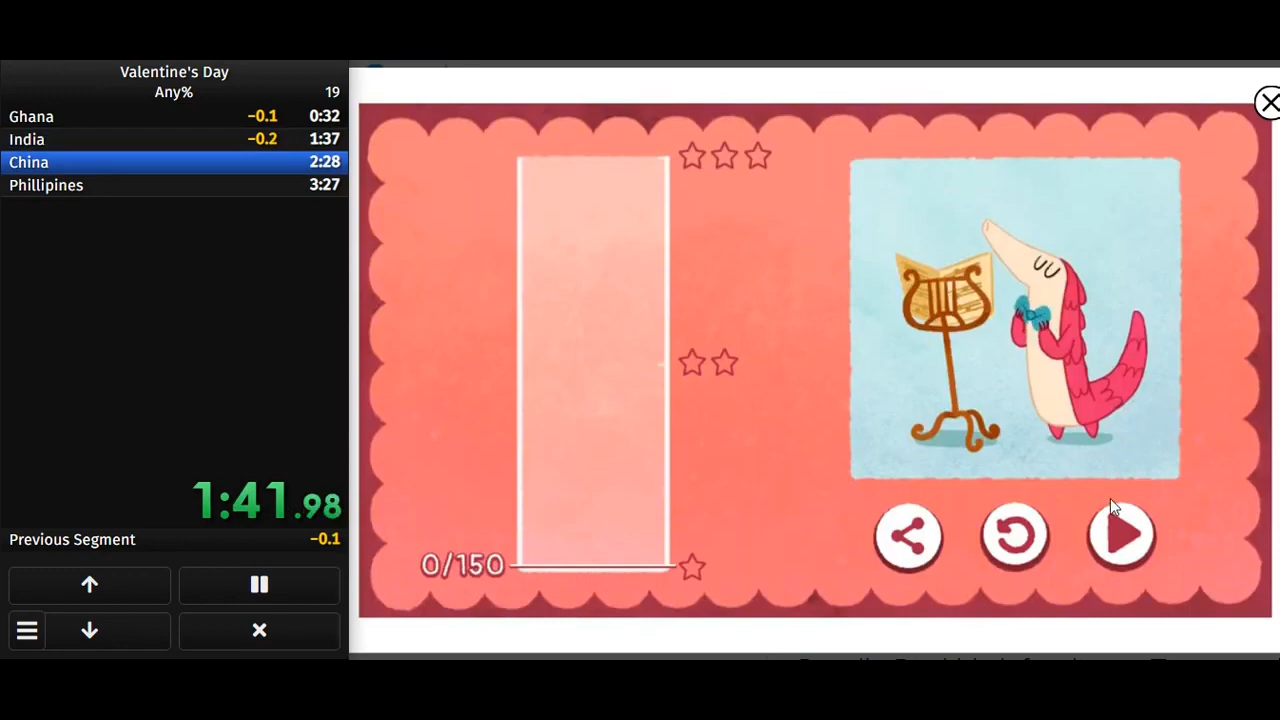 Valentine's Day
Any% 19
Ghana −0.1 0:32
India −0.2 1:37
China 2:28
Phillipines 3:27
1:41.98
Previous Segment −0.1
0/150